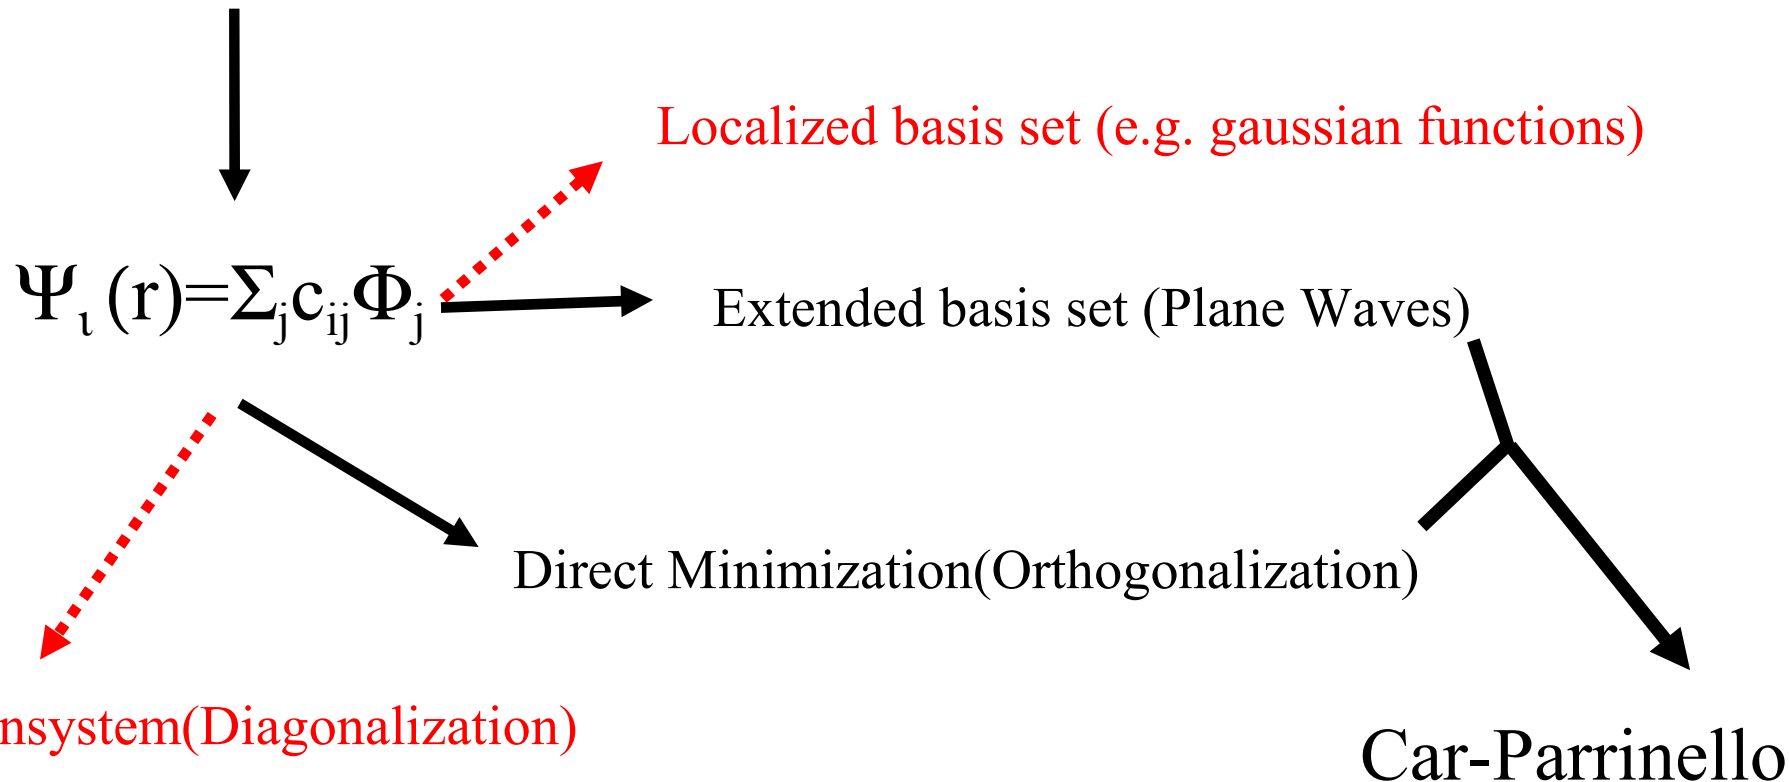 Localized basis set (e.g. gaussian functions)
Ψι (r)=ΣjcijΦj
Extended basis set (Plane Waves)
Direct Minimization(Orthogonalization)
nsystem(Diagonalization)
Car-Parrinello